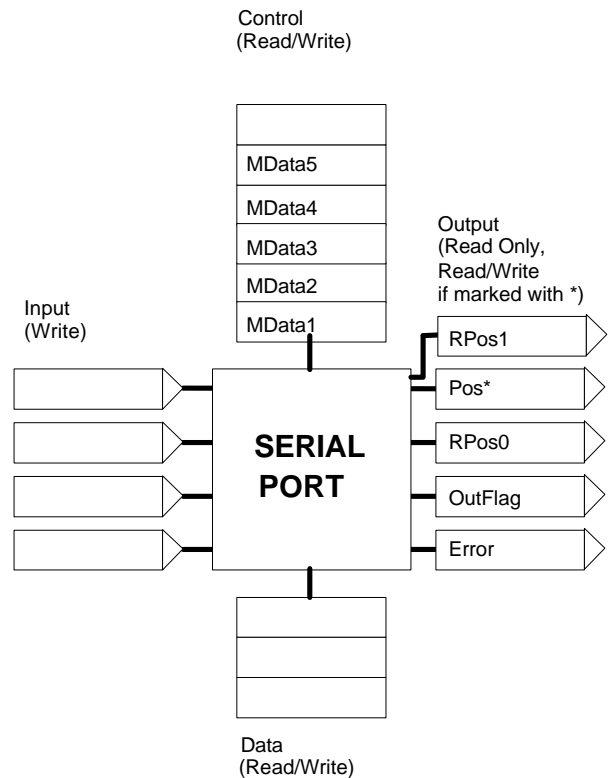 Control
(Read/Write)
MData5
MData4
MData3
MData2
MData1
Output
(Read Only,
Read/Write
if marked with *)
Input
(Write)
RPos1
Pos*
RPos0
OutFlag
Error
SERIAL
PORT
Data
(Read/Write)